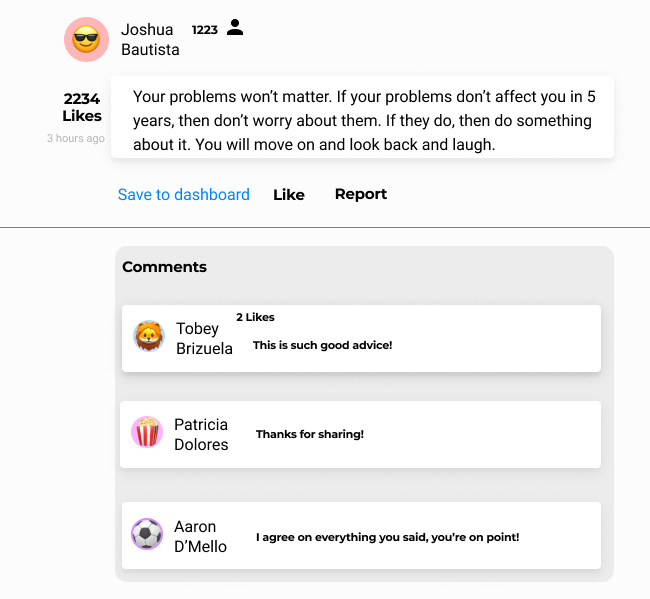 Joshua
Bautista
1223
2234
Likes
3 hours ago
Your problems won’t matter. If your problems don’t affect you in 5
years, then don’t worry about them. If they do, then do something
about it. You will move on and look back and laugh.
Save to dashboard
Like
Report
Comments
2 Likes
Tobey
Brizuela
This is such good advice!
Patricia
Dolores
Thanks for sharing!
Aaron
D’Mello
I agree on everything you said, you’re on point!